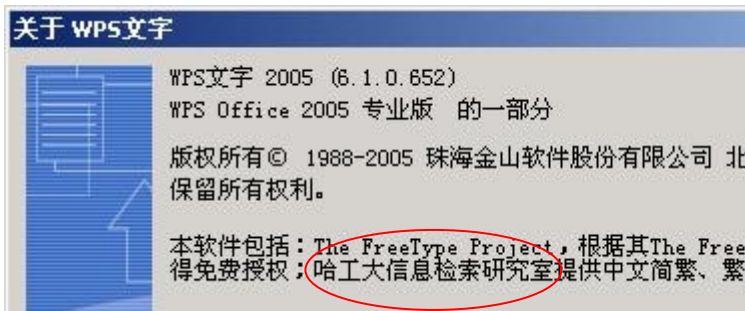 关于 WPS文字
WPS文字 2005 (6.1.0.652)
WPS Office 2005 专业版 的一部分
版权所有© 1988-2005 珠海金山软件股份有限公司 北
保留所有权利。
本软件包括：The FreeType Project，根据其The Free
得免费授权；哈工大信息检索研究室提供中文简繁、繁